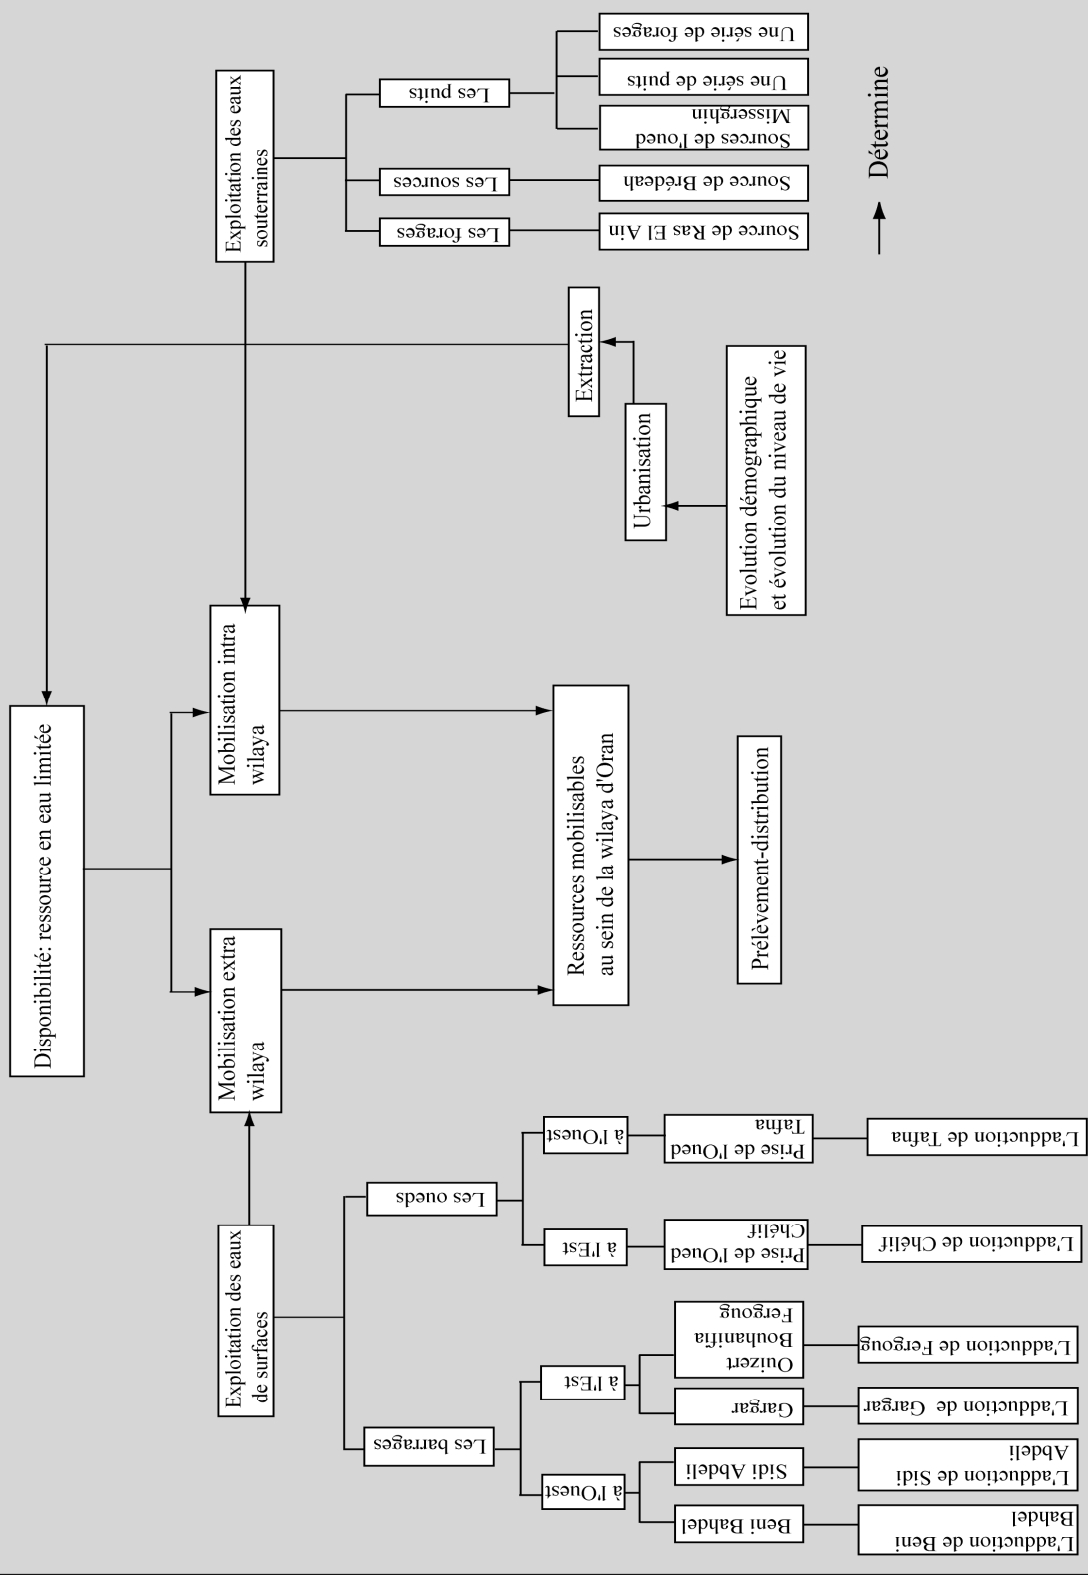 Disponibilité: ressource en eau limitée
Mobilisation extra
wilaya
Mobilisation intra
wilaya
Exploitation des eaux
de surfaces
Exploitation des eaux
souterraines
Les barrages
Les oueds
à l'Ouest
à l'Est
à l'Est
à l'Ouest
Beni Bahdel
Sidi Abdeli
Gargar
Ouizert
Bouhanifia
Fergoug
Prise de l'Oued
Chélif
Prise de l'Oued
Tafna
L'adduction de Beni
Bahdel
L'adduction de Sidi
Abdeli
L'adduction de Gargar
L'adduction de Fergoug
L'adduction de Chélif
L'adduction de Tafna
Ressources mobilisables
au sein de la wilaya d'Oran
Prélèvement-distribution
Extraction
Urbanisation
Evolution démographique
et évolution du niveau de vie
Les forages
Les sources
Les puits
Source de Ras El Ain
Source de Brédeah
Sources de l'oued
Misserghin
Une série de puits
Une série de forages
Détermine